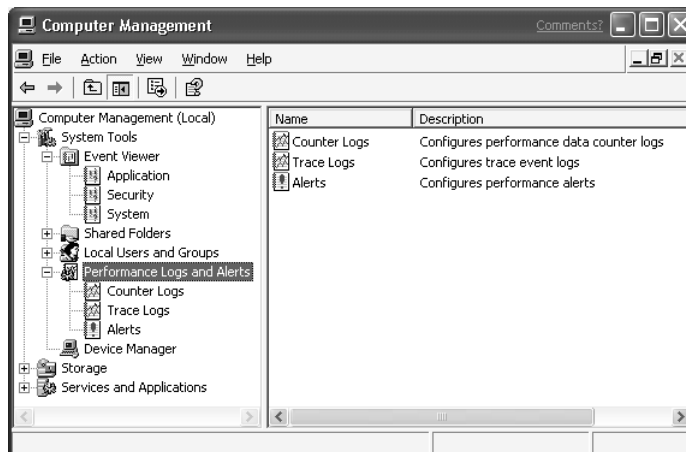 Computer Management
Comments?
File Action View Window Help
Computer Management (Local)
System Tools
Event Viewer
Application
Security
System
Shared Folders
Local Users and Groups
Performance Logs and Alerts
Counter Logs
Trace Logs
Alerts
Device Manager
Storage
Services and Applications
Name Description
Counter Logs Configures performance data counter logs
Trace Logs Configures trace event logs
Alerts Configures performance alerts